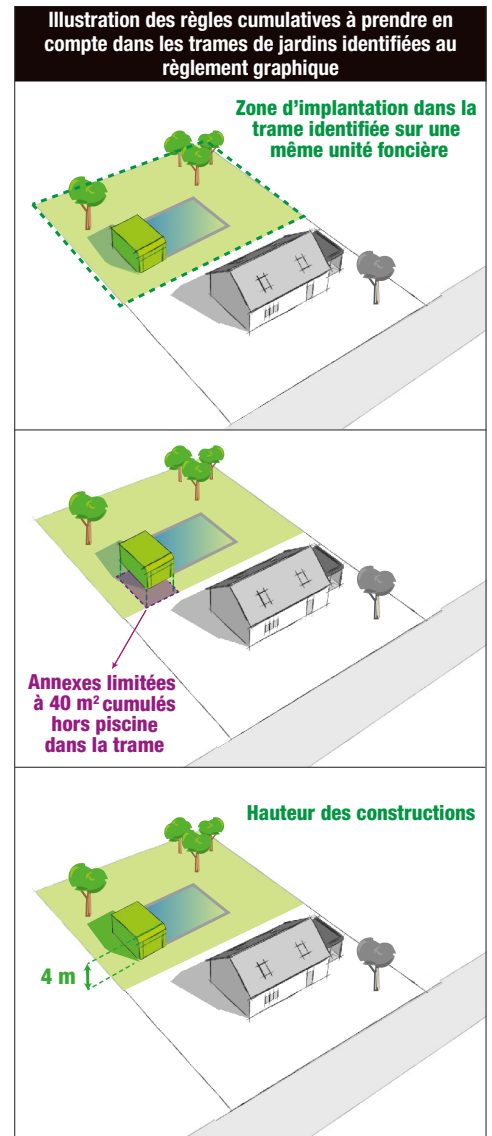 Illustration des règles cumulatives à prendre en
compte dans les trames de jardins identifiées au
règlement graphique
Zone d’implantation dans la
trame identifiée sur une
même unité foncière
Annexes limitées
à 40 m² cumulés
hors piscine
dans la trame
Hauteur des constructions
4 m